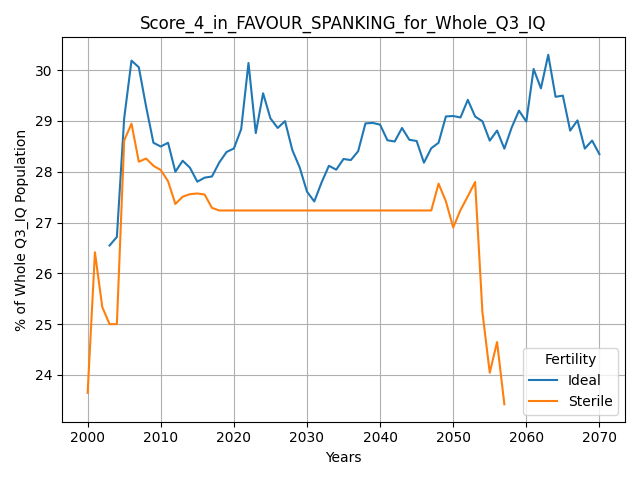 Score_4_in_FAVOUR_SPANKING_for_Whole_Q3_IQ
% of Whole Q3_IQ Population
30
29
28
27
26
25
24
Fertility
Ideal
Sterile
2000 2010 2020 2030 2040 2050 2060 2070
Years